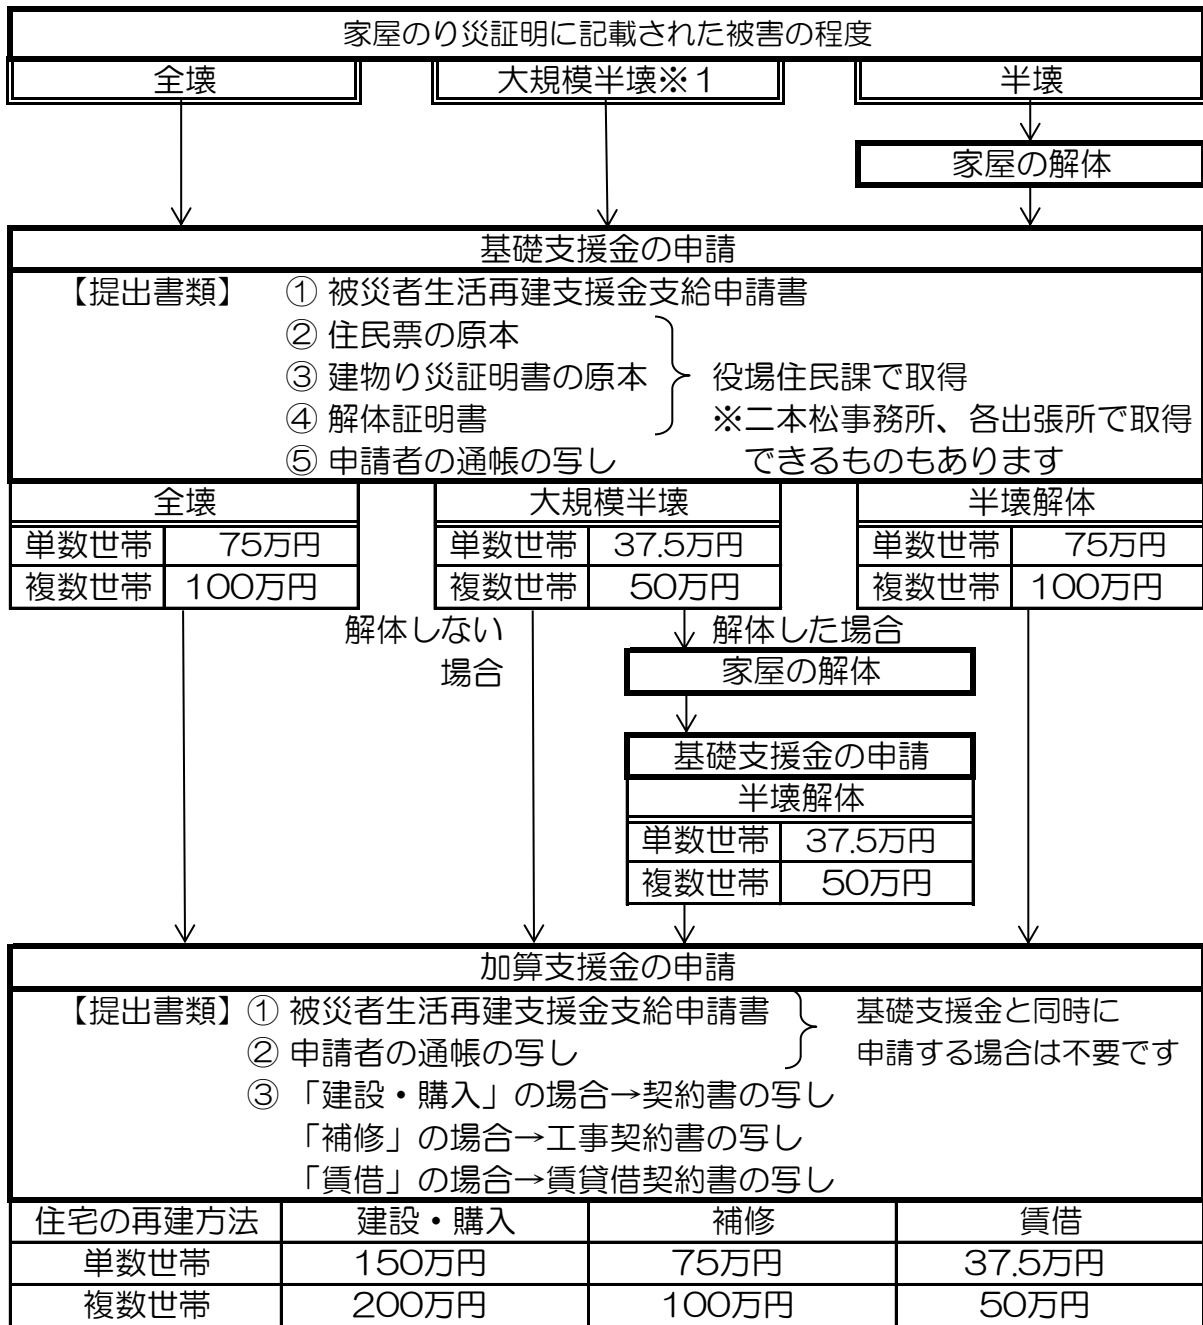 家屋のり災証明に記載された被害の程度
全壊 大規模半壊※1 半壊
家屋の解体
基礎支援金の申請
【提出書類】 ① 被災者生活再建支援金支給申請書
② 住民票の原本
③ 建物り災証明書の原本 役場住民課で取得
④ 解体証明書 ※二本松事務所、各出張所で取得
⑤ 申請者の通帳の写し できるものもあります
全壊 大規模半壊 半壊解体
単数世帯 75万円 単数世帯 37.5万円 単数世帯 75万円
複数世帯 100万円 複数世帯 50万円 複数世帯 100万円
解体しない 解体した場合
場合 家屋の解体
基礎支援金の申請
半壊解体
単数世帯 37.5万円
複数世帯 50万円
加算支援金の申請
【提出書類】① 被災者生活再建支援金支給申請書 基礎支援金と同時に
② 申請者の通帳の写し 申請する場合は不要です
③ 「建設・購入」の場合→契約書の写し
「補修」の場合→工事契約書の写し
「賃借」の場合→賃貸借契約書の写し
住宅の再建方法 建設・購入 補修 賃借
単数世帯 150万円 75万円 37.5万円
複数世帯 200万円 100万円 50万円